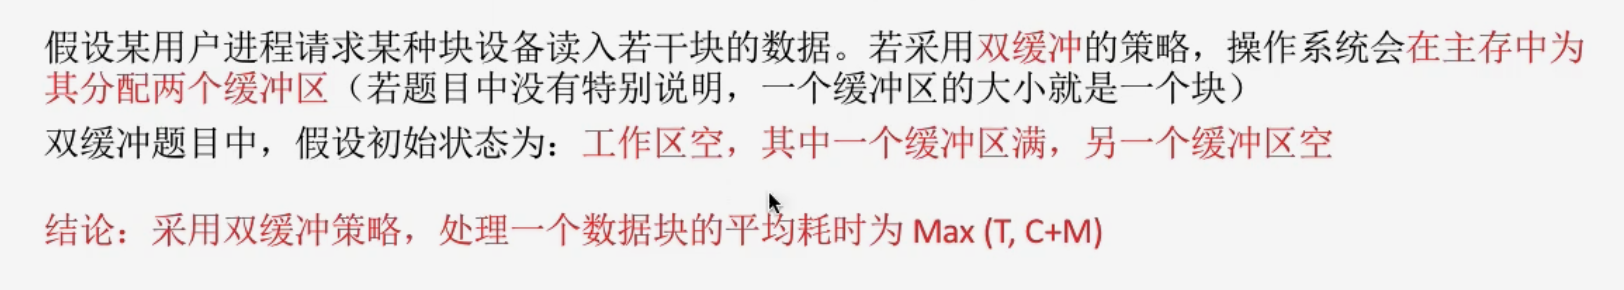 假设某用户进程请求某种块设备读入若干块的数据。若采用双缓冲的策略，操作系统会在主存中为
其分配两个缓冲区（若题目中没有特别说明，一个缓冲区的大小就是一个块）
双缓冲题目中，假设初始状态为：工作区空，其中一个缓冲区满，另一个缓冲区空
结论：采用双缓冲策略，处理一个数据块的平均耗时为 Max (T, C+M)